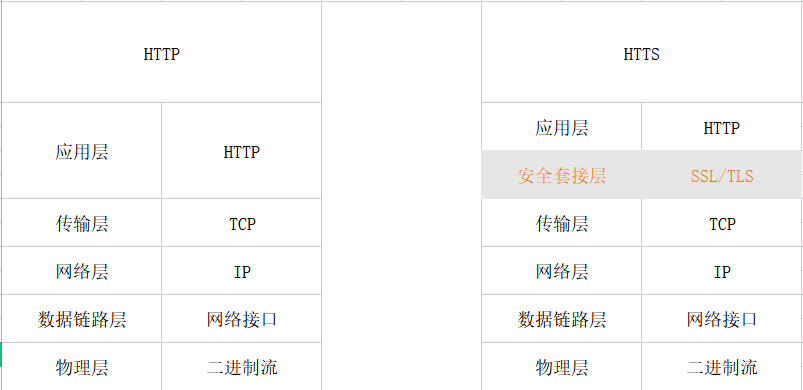 HTTP
应用层 HTTP
传输层 TCP
网络层 IP
数据链路层 网络接口
物理层 二进制流
HTTS
应用层 HTTP
安全套接层 SSL/TLS
传输层 TCP
网络层 IP
数据链路层 网络接口
物理层 二进制流